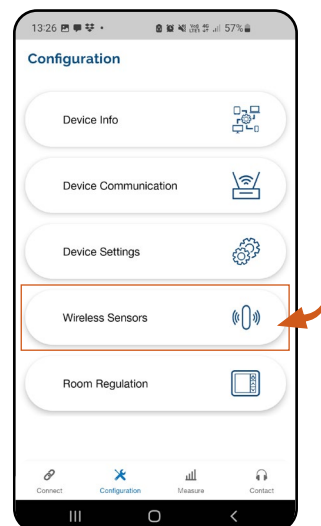 13:26 57%
Configuration
Device Info
Device Communication
Device Settings
Wireless Sensors
Room Regulation
Connect Configuration Measure Contact